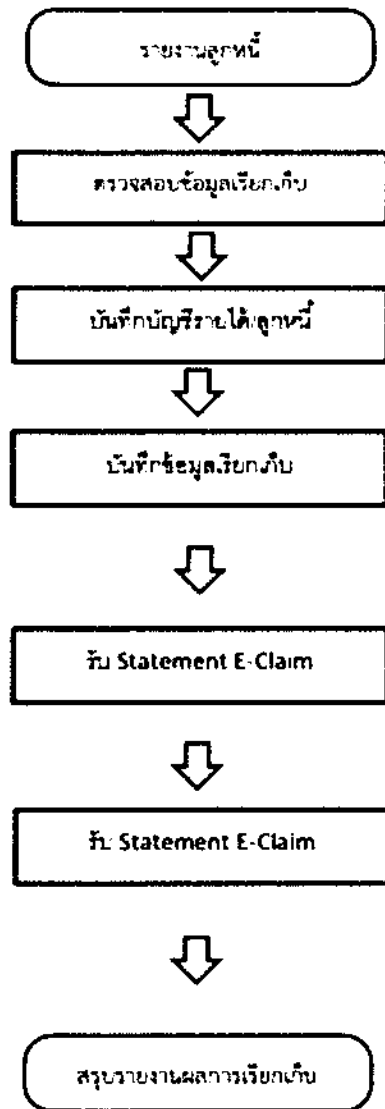 รายงานลูกหนี้
ตรวจสอบข้อมูลเรียกเก็บ
บันทึกบัญชีรายได้/ลูกหนี้
บันทึกข้อมูลเรียกเก็บ
รับ Statement E-Claim
รับ Statement E-Claim
สรุปรายงานผลการเรียกเก็บ